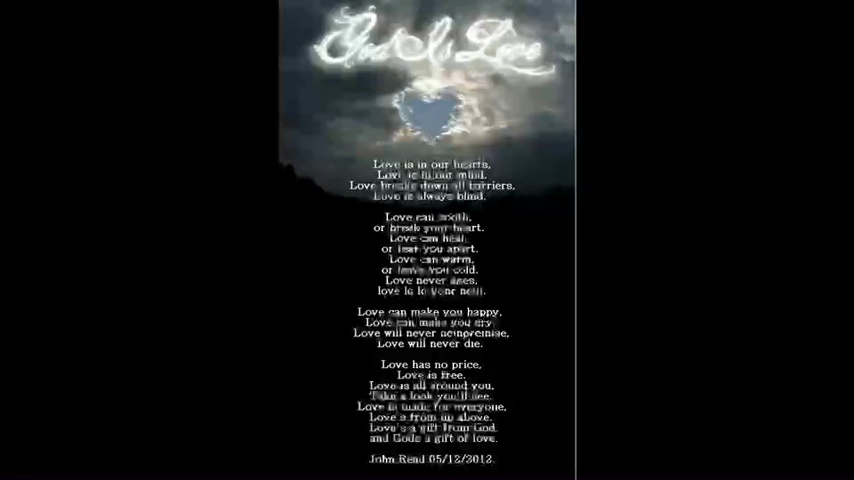 God Is Love
Love is in our hearts,
Love is in our mind.
Love breaks down all barriers,
Love is always blind.
Love can
or break your heart.
Love can heal,
or tear you apart.
Love can warm,
or leave you cold.
Love never
love is in your
Love can make you happy,
Love can make you cry.
Love will never
Love will never die.
Love has no price,
Love is free.
Love is all around you,
Take a look you'll see.
Love is made for everyone,
Love's from up above.
Love's a gift from God
and Gods a gift of love.
John 05/12/2012.